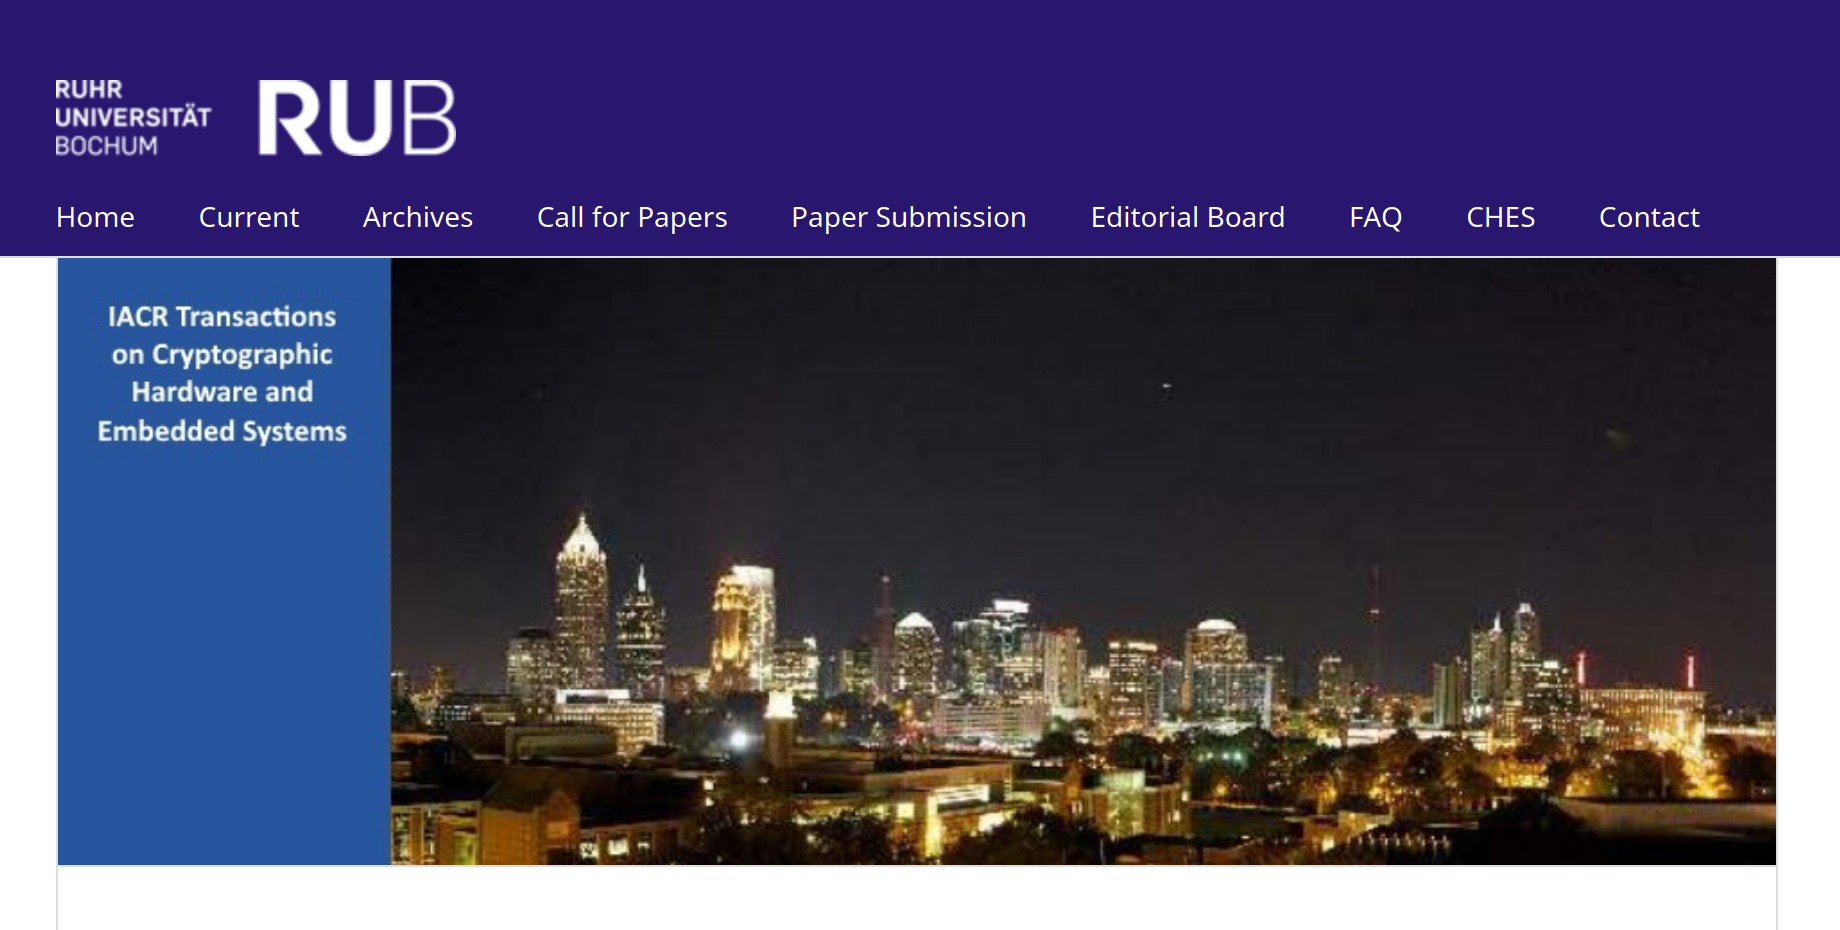 RUHR
UNIVERSITÄT
BOCHUM
RUB
Home Current Archives Call for Papers Paper Submission Editorial Board FAQ CHES Contact
IACR Transactions
on Cryptographic
Hardware and
Embedded Systems